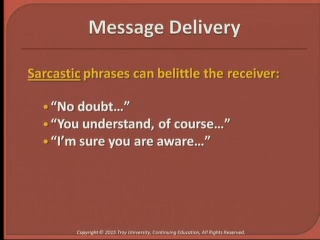 Message Delivery
Sarcastic phrases can belittle the receiver:
• “No doubt…”
• “You understand, of course…”
• “I’m sure you are aware…”
Copyright © 2015 Troy University, Continuing Education, All Rights Reserved.